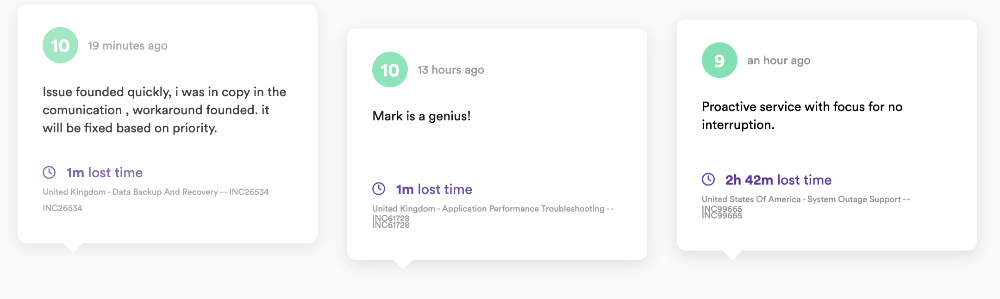 10
19 minutes ago
Issue founded quickly, i was in copy in the
comunication , workaround founded. it
will be fixed based on priority.
1m lost time
United Kingdom - Data Backup And Recovery - - INC26534
INC26534
10
13 hours ago
Mark is a genius!
1m lost time
United Kingdom - Application Performance Troubleshooting - -
INC61728
INC61728
9
an hour ago
Proactive service with focus for no
interruption.
2h 42m lost time
United States Of America - System Outage Support - -
INC99665
INC99665